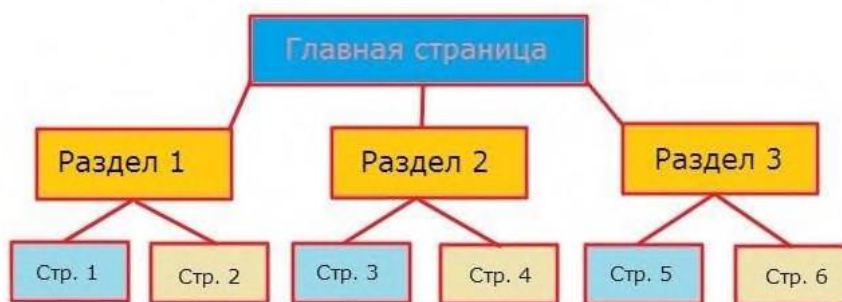 Главная страница
Раздел 1
Раздел 2
Раздел 3
Стр. 1
Стр. 2
Стр. 3
Стр. 4
Стр. 5
Стр. 6